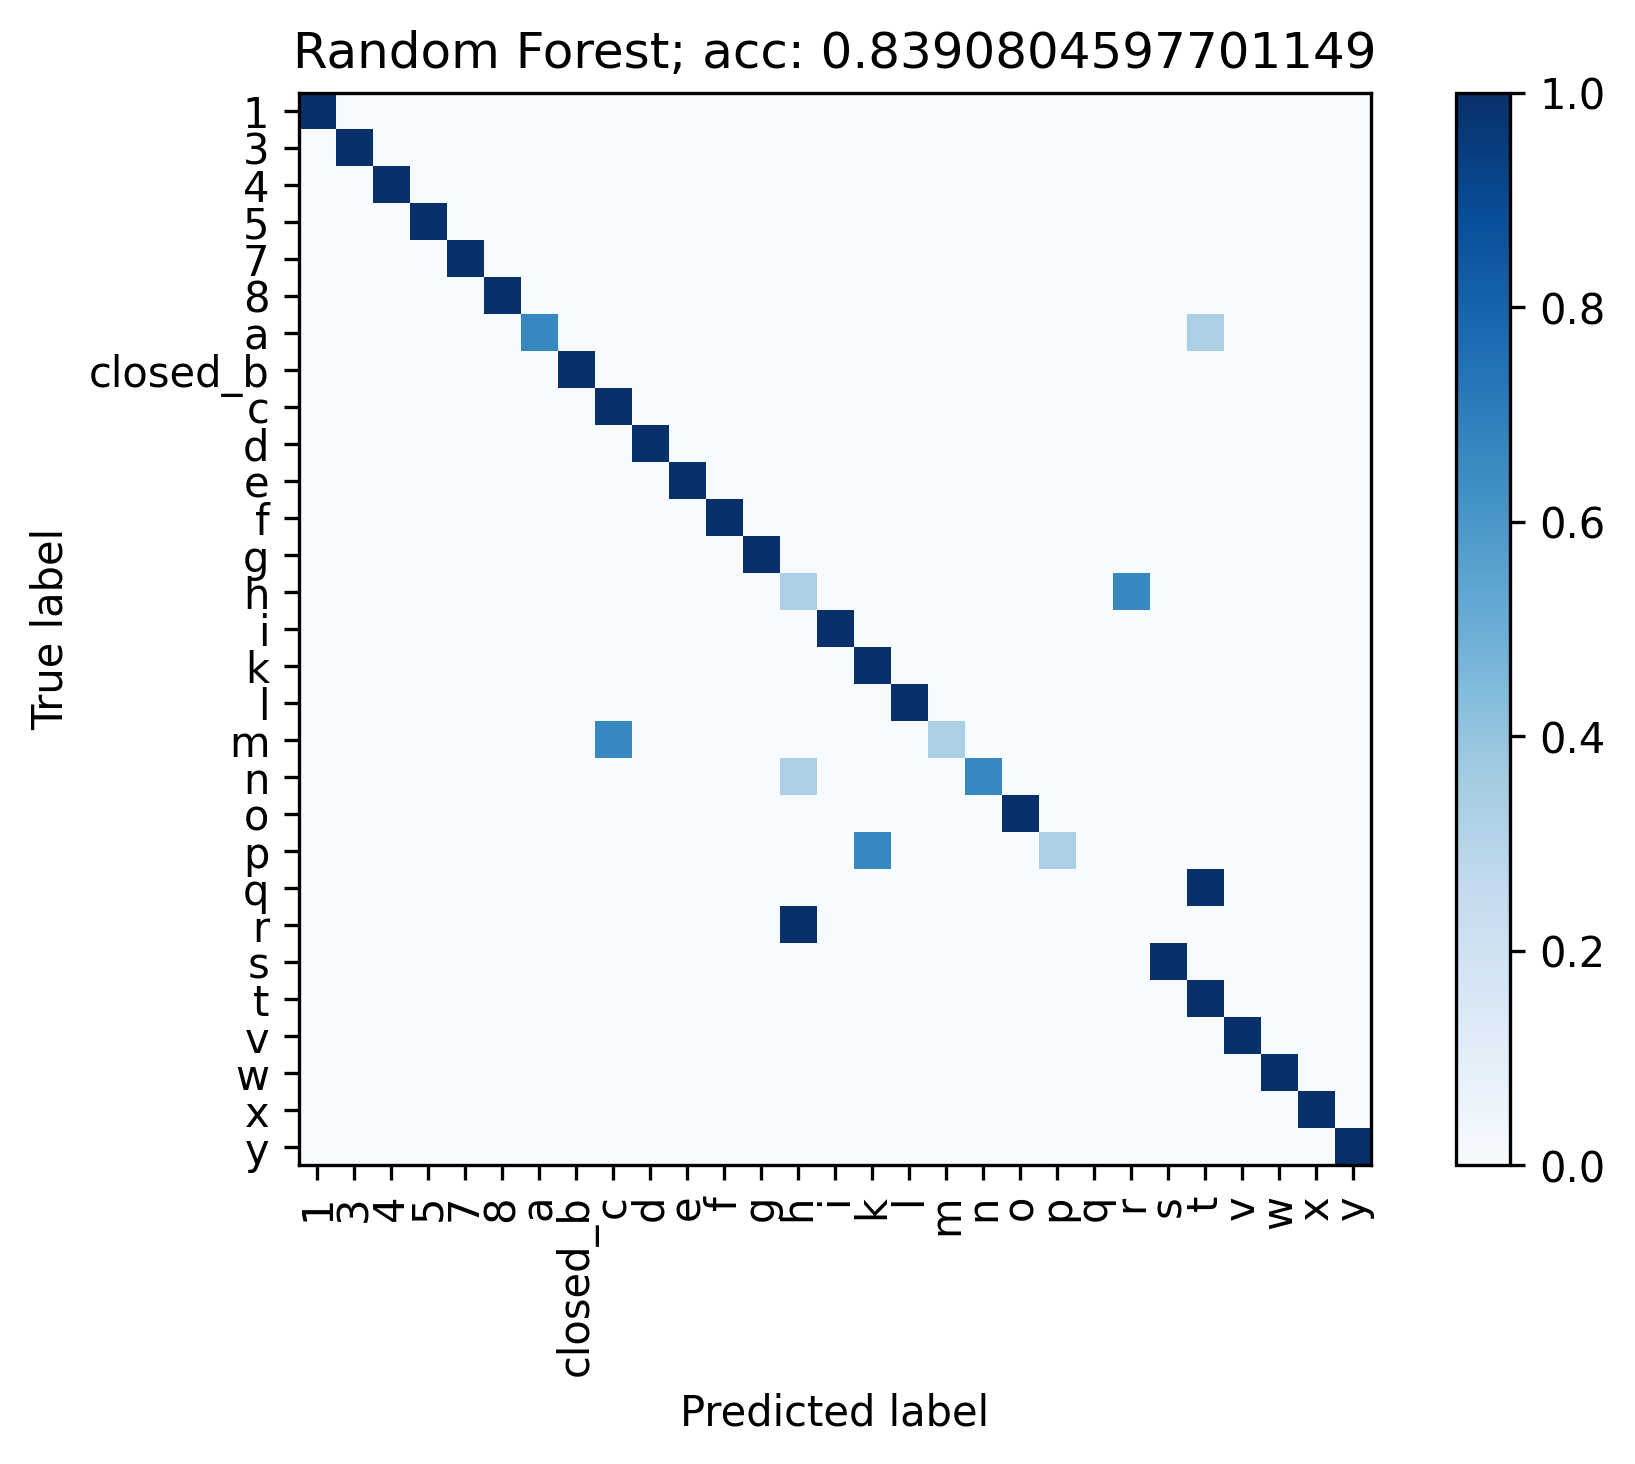 Random Forest; acc: 0.8390804597701149
True label
1
3
4
5
7
8
a
closed_b
c
d
e
f
g
h
i
k
l
m
n
o
p
q
r
s
t
v
w
x
y
1 3 4 5 7 8 a closed_b c d e f g h i k l m n o p q r s t v w x y
Predicted label
1.0
0.8
0.6
0.4
0.2
0.0